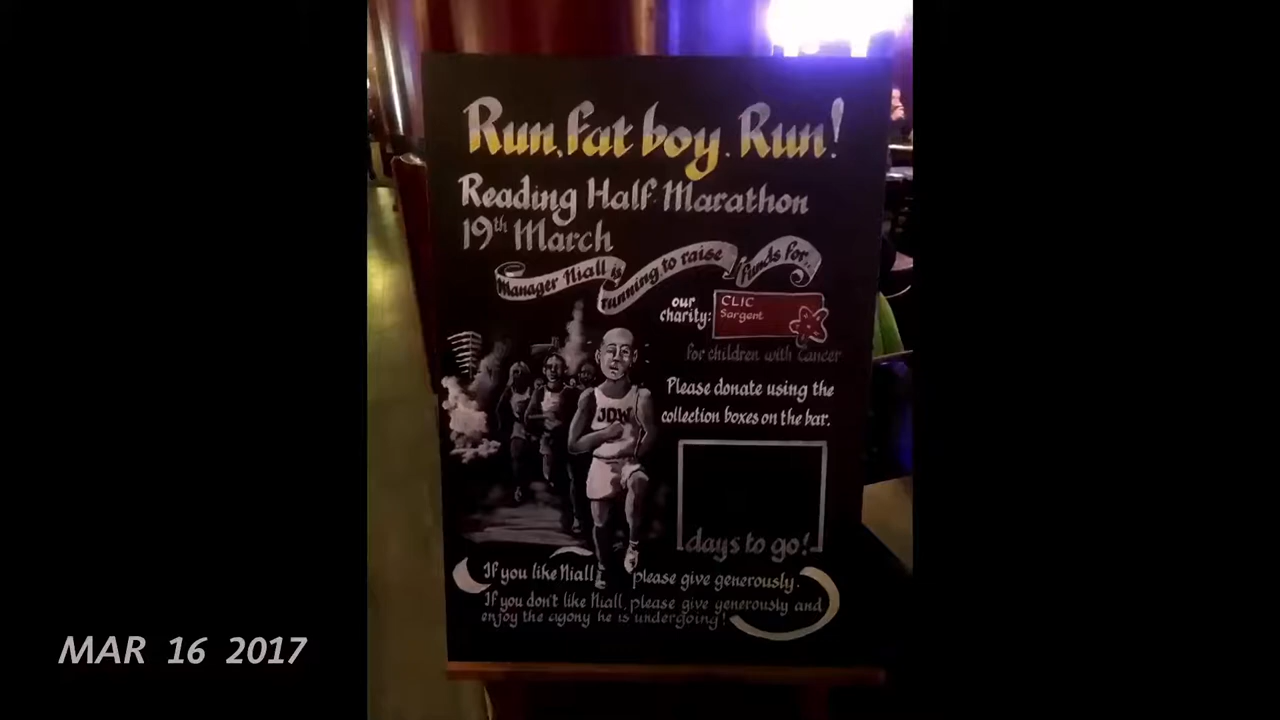 Run, fat boy. Run!
Reading Half Marathon
19th March
Manager Niall is running to raise funds for..
our charity:
CLIC
Sargent
for children with Cancer
Please donate using the
collection boxes on the bar.
JDW
days to go!
If you like Niall, please give generously.
If you don't like Niall, please give generously and
enjoy the agony he is undergoing!
MAR 16 2017